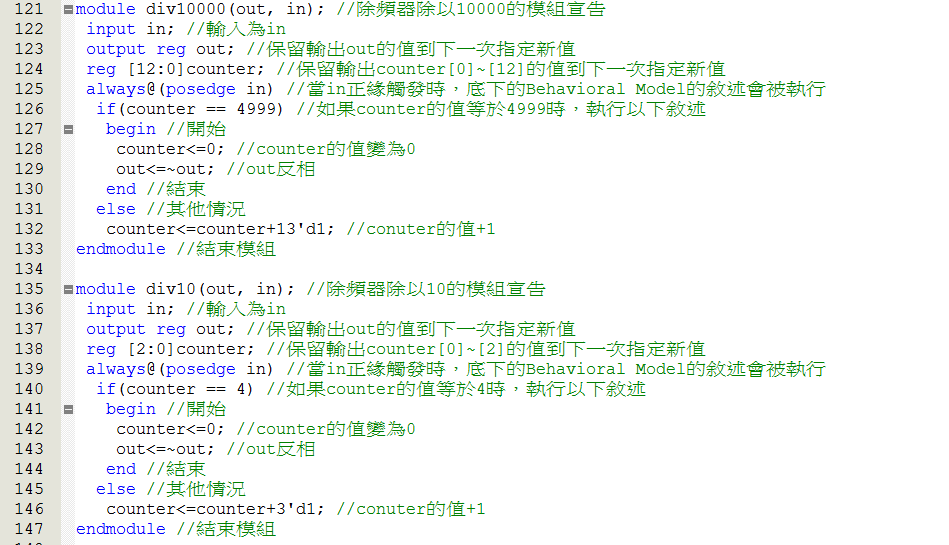 121 module div10000(out, in); //除頻器除以10000的模組宣告
122 input in; //輸入為in
123 output reg out; //保留輸出out的值到下一次指定新值
124 reg [12:0]counter; //保留輸出counter[0]~[12]的值到下一次指定新值
125 always@(posedge in) //當in正緣觸發時，底下的Behavioral Model的敘述會被執行
126 if(counter == 4999) //如果counter的值等於4999時，執行以下敘述
127 begin //開始
128 counter<=0; //counter的值變為0
129 out<=~out; //out反相
130 end //結束
131 else //其他情況
132 counter<=counter+13'd1; //conuter的值+1
133 endmodule //結束模組
134
135 module div10(out, in); //除頻器除以10的模組宣告
136 input in; //輸入為in
137 output reg out; //保留輸出out的值到下一次指定新值
138 reg [2:0]counter; //保留輸出counter[0]~[2]的值到下一次指定新值
139 always@(posedge in) //當in正緣觸發時，底下的Behavioral Model的敘述會被執行
140 if(counter == 4) //如果counter的值等於4時，執行以下敘述
141 begin //開始
142 counter<=0; //counter的值變為0
143 out<=~out; //out反相
144 end //結束
145 else //其他情況
146 counter<=counter+3'd1; //conuter的值+1
147 endmodule //結束模組